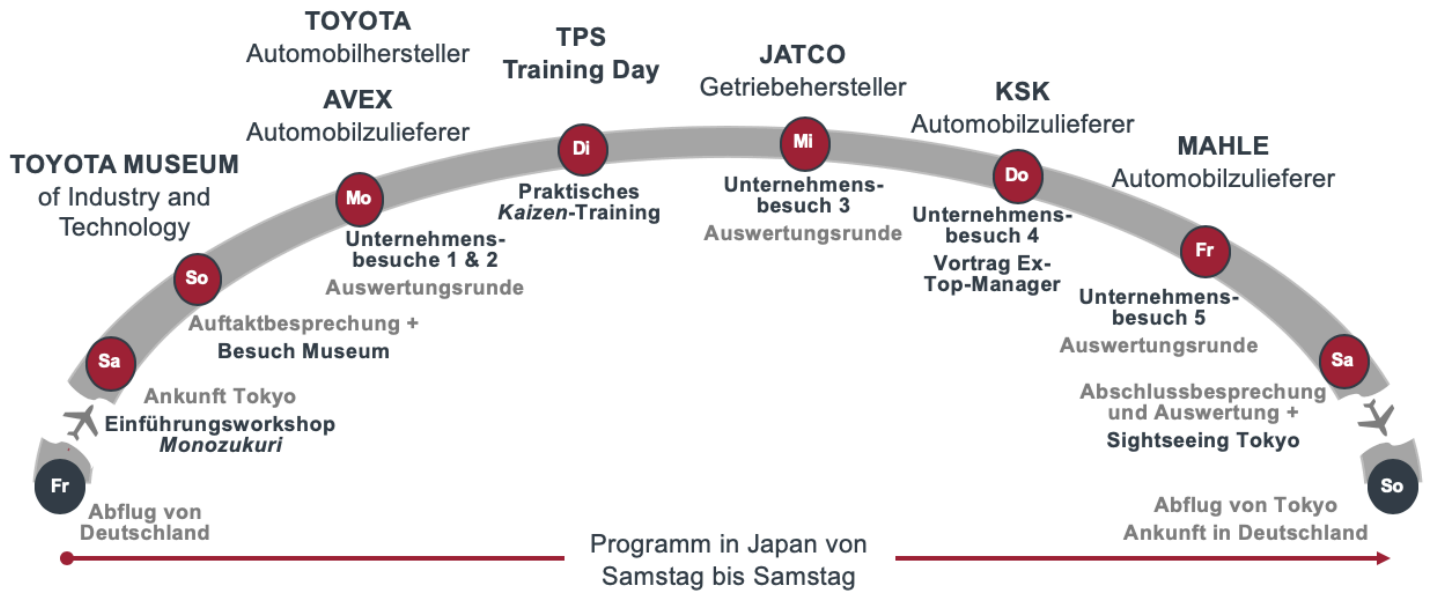 Fr
Abflug von
Deutschland
Sa
Ankunft Tokyo
Einführungsworkshop
Monozukuri
TOYOTA MUSEUM
of Industry and
Technology
So
Auftaktbesprechung +
Besuch Museum
TOYOTA
Automobilhersteller
AVEX
Automobilzulieferer
Mo
Unternehmens-
besuche 1 & 2
Auswertungsrunde
TPS
Training Day
Di
Praktisches
Kaizen-Training
JATCO
Getriebehersteller
Mi
Unternehmens-
besuch 3
Auswertungsrunde
KSK
Automobilzulieferer
Do
Unternehmens-
besuch 4
Vortrag Ex-
Top-Manager
MAHLE
Automobilzulieferer
Fr
Unternehmens-
besuch 5
Auswertungsrunde
Sa
Abschlussbesprechung
und Auswertung +
Sightseeing Tokyo
So
Abflug von Tokyo
Ankunft in Deutschland
Programm in Japan von
Samstag bis Samstag